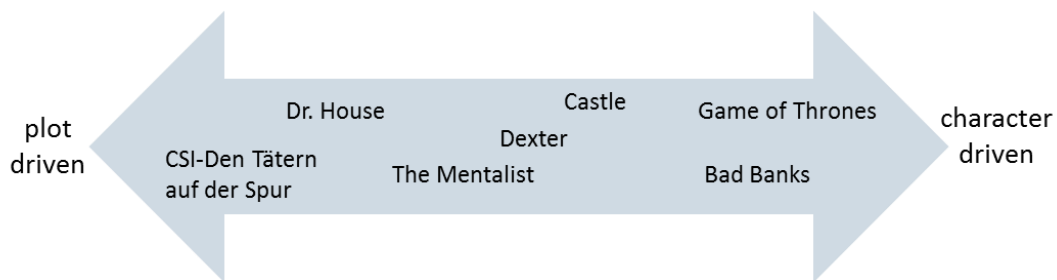 plot
driven
CSI-Den Tätern
auf der Spur
Dr. House
The Mentalist
Dexter
Castle
Game of Thrones
Bad Banks
character
driven